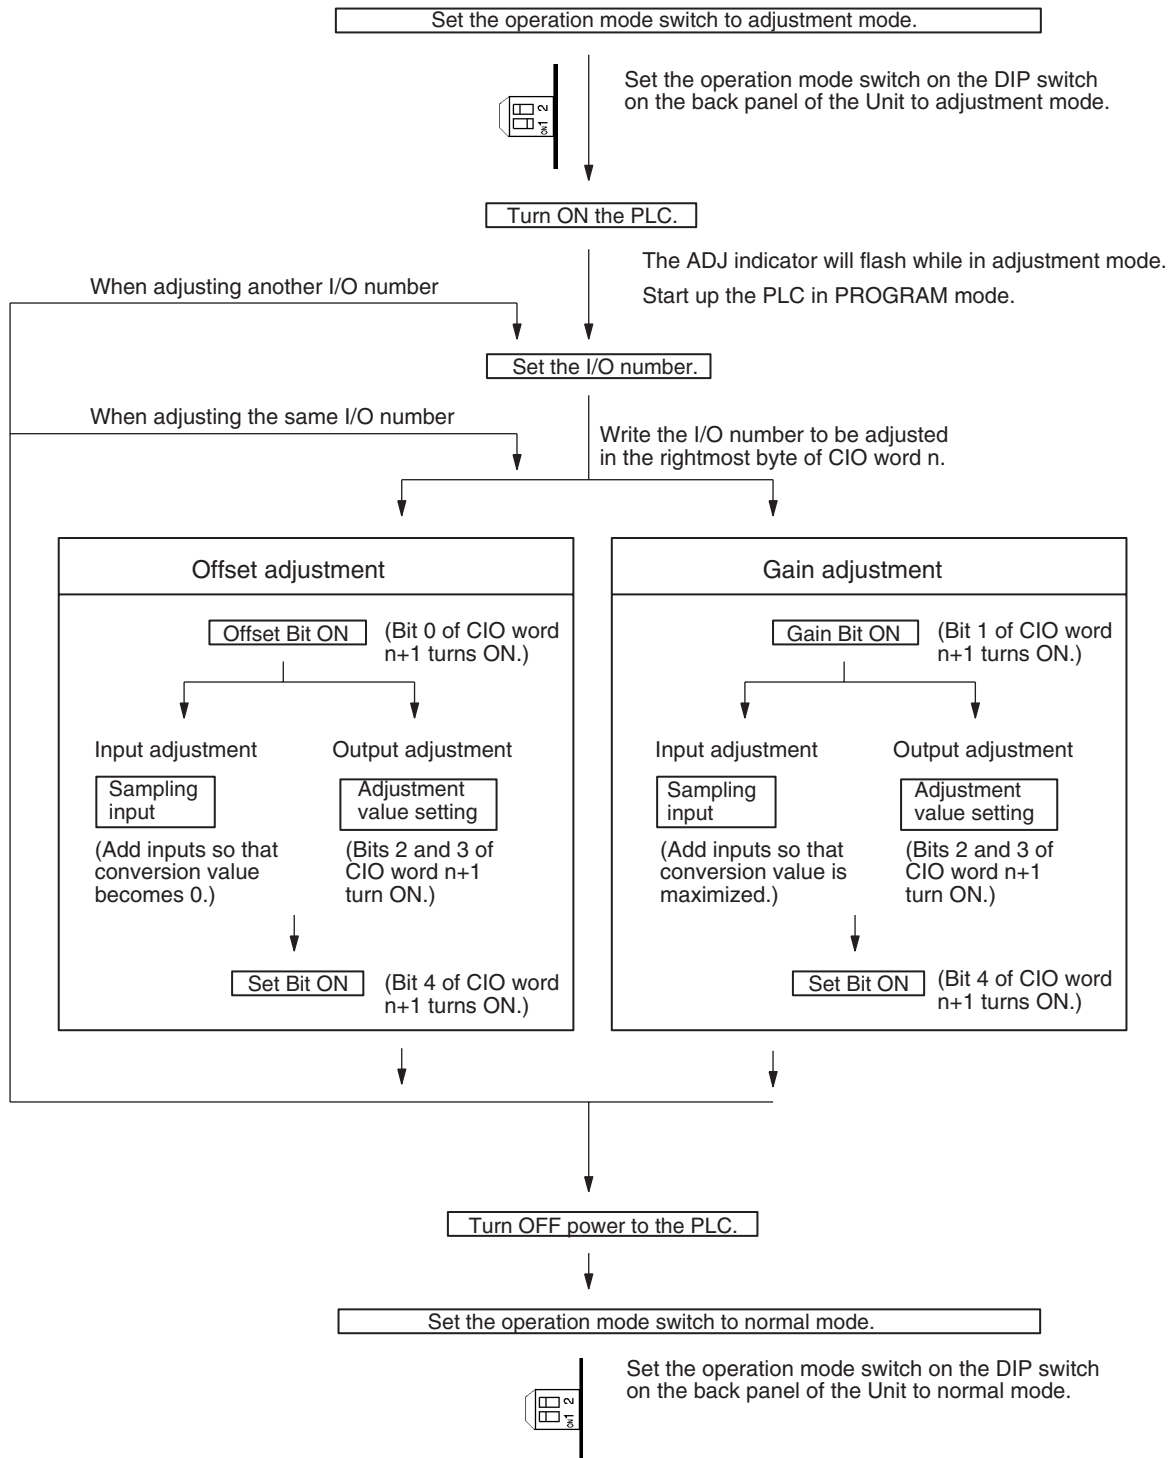 Set the operation mode switch to adjustment mode.
Set the operation mode switch on the DIP switch
on the back panel of the Unit to adjustment mode.
ON 1 2
Turn ON the PLC.
The ADJ indicator will flash while in adjustment mode.
Start up the PLC in PROGRAM mode.
When adjusting another I/O number
Set the I/O number.
When adjusting the same I/O number
Write the I/O number to be adjusted
in the rightmost byte of CIO word n.
Offset adjustment
Offset Bit ON
(Bit 0 of CIO word
n+1 turns ON.)
Input adjustment
Sampling
input
(Add inputs so that
conversion value
becomes 0.)
Output adjustment
Adjustment
value setting
(Bits 2 and 3 of
CIO word n+1
turn ON.)
Set Bit ON
(Bit 4 of CIO word
n+1 turns ON.)
Gain adjustment
Gain Bit ON
(Bit 1 of CIO word
n+1 turns ON.)
Input adjustment
Sampling
input
(Add inputs so that
conversion value is
maximized.)
Output adjustment
Adjustment
value setting
(Bits 2 and 3 of
CIO word n+1
turn ON.)
Set Bit ON
(Bit 4 of CIO word
n+1 turns ON.)
Turn OFF power to the PLC.
Set the operation mode switch to normal mode.
Set the operation mode switch on the DIP switch
on the back panel of the Unit to normal mode.
ON 1 2